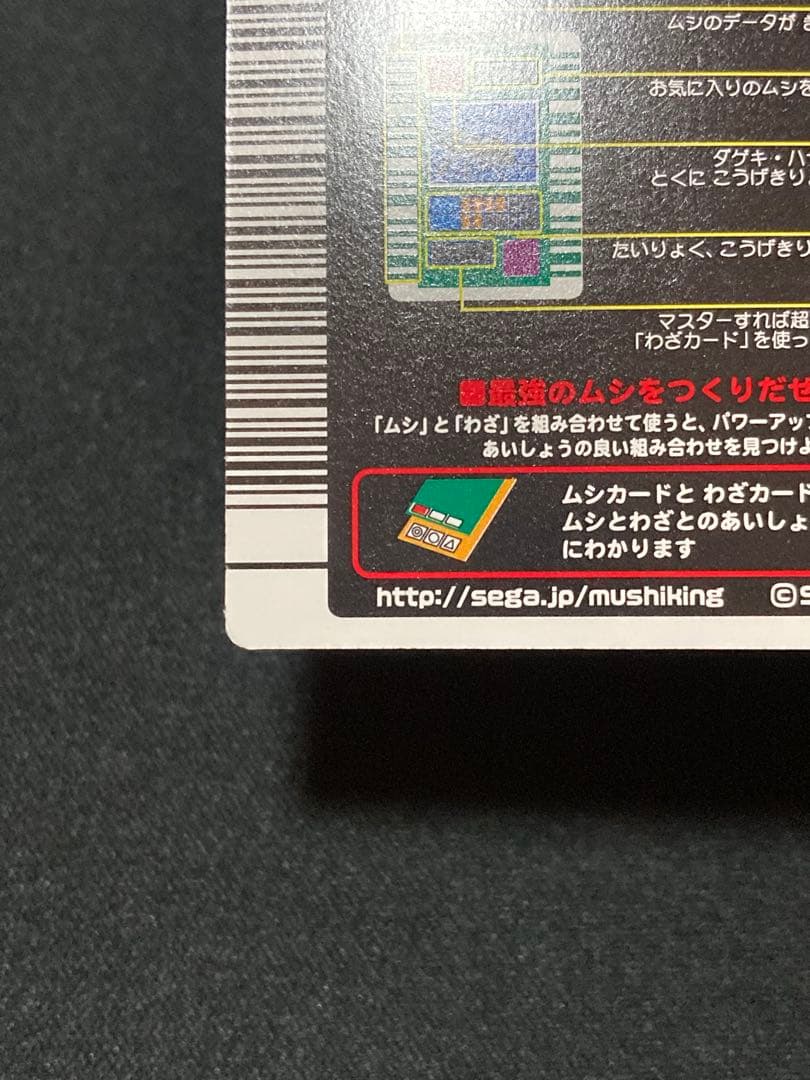 ムシのデータが
お気に入りのムシを
ダゲキ・ハ
とくに こうげきり
たいりょく、こうげきり
マスターすれば超
「わざカード」を使っ
最強のムシをつくりだせ
「ムシ」と「わざ」を組み合わせて使うと、パワーアップ
あいしょうの良い組み合わせを見つけよ
ムシカードと わざカード
ムシとわざとのあいしょ
にわかります
http://sega.jp/mushiking ©S